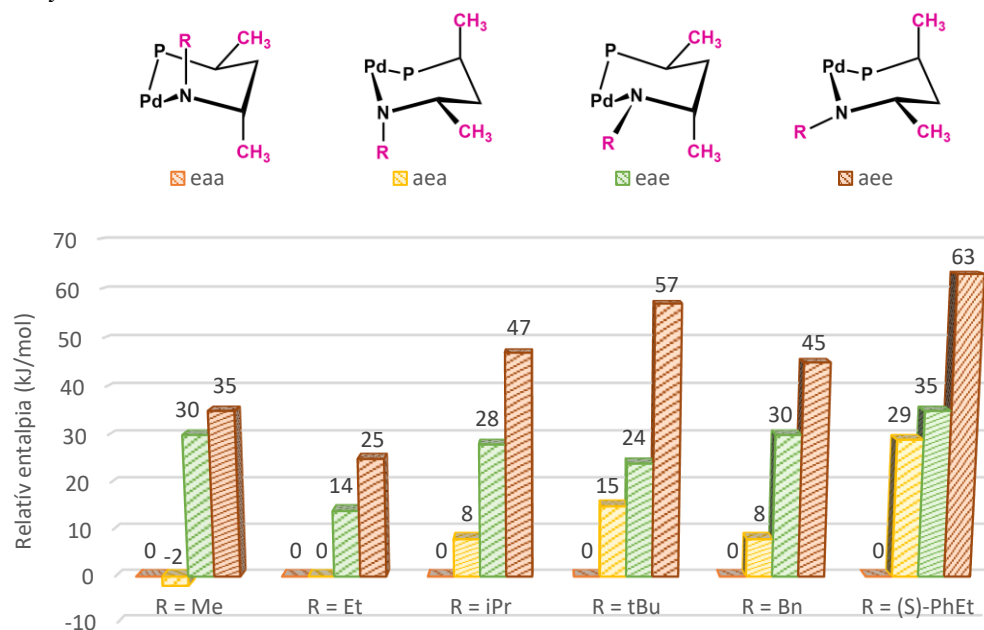 P R CH₃
Pd N
CH₃
CH₃
Pd P
N CH₃
R
P CH₃
Pd N
R CH₃
CH₃
Pd P
R N CH₃
eaa aea eae aee
Relatív entalpia (kJ/mol)
70
60
50
40
30
20
10
0
-10
0 -2 30 35
0 0 14 25
0 8 28 47
0 15 24 57
0 8 30 45
0 29 35 63
R = Me R = Et R = iPr R = tBu R = Bn R = (S)-PhEt